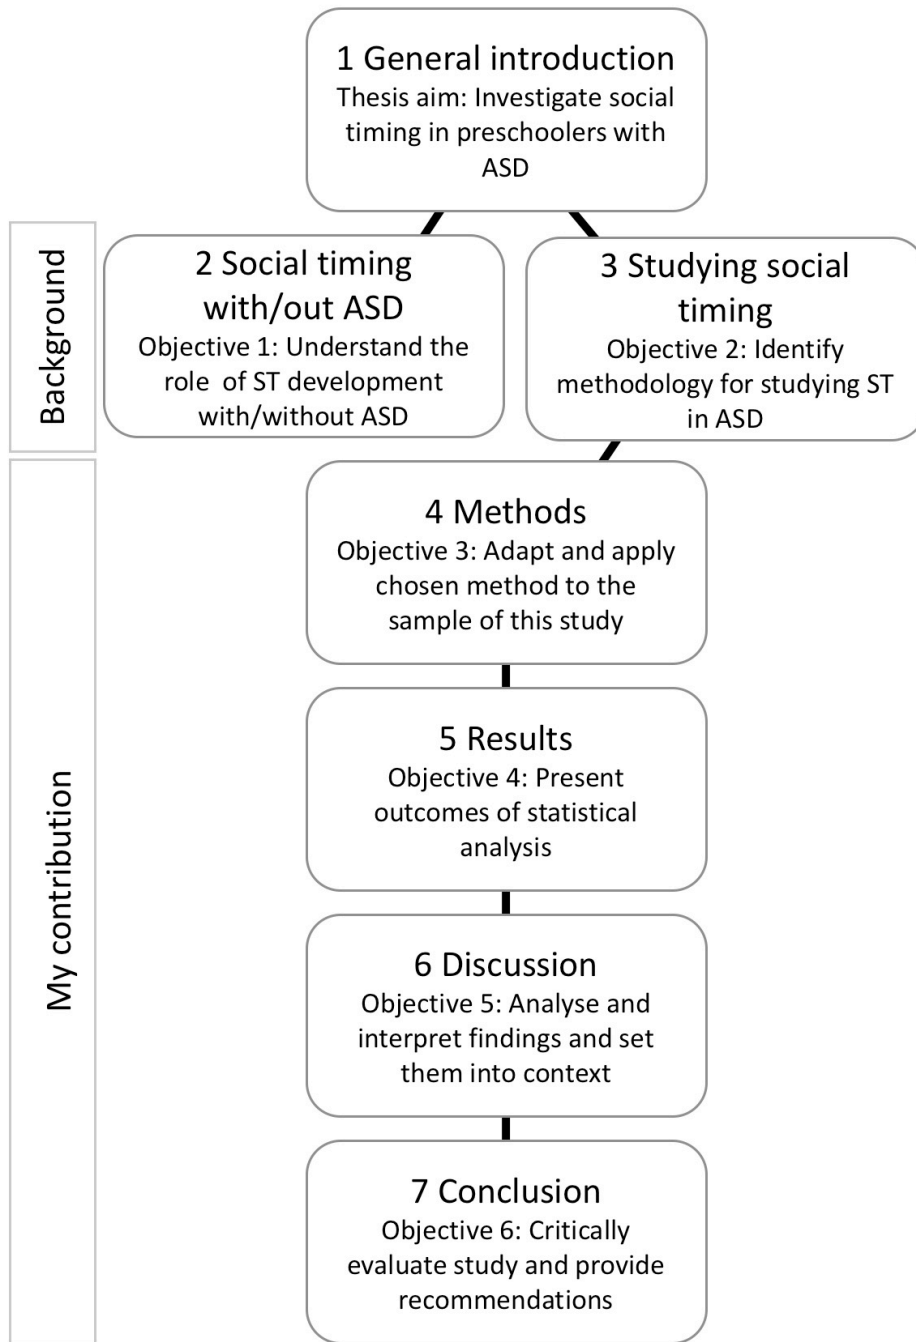 1 General introduction
Thesis aim: Investigate social
timing in preschoolers with
ASD
Background
2 Social timing
with/out ASD
Objective 1: Understand the
role of ST development
with/without ASD
3 Studying social
timing
Objective 2: Identify
methodology for studying ST
in ASD
My contribution
4 Methods
Objective 3: Adapt and apply
chosen method to the
sample of this study
5 Results
Objective 4: Present
outcomes of statistical
analysis
6 Discussion
Objective 5: Analyse and
interpret findings and set
them into context
7 Conclusion
Objective 6: Critically
evaluate study and provide
recommendations